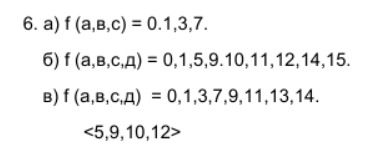 6. а) f (а,в,с) = 0.1,3,7.
б) f (а,в,с,д) = 0,1,5,9.10,11,12,14,15.
в) f (а,в,с,д) = 0,1,3,7,9,11,13,14.
<5,9,10,12>